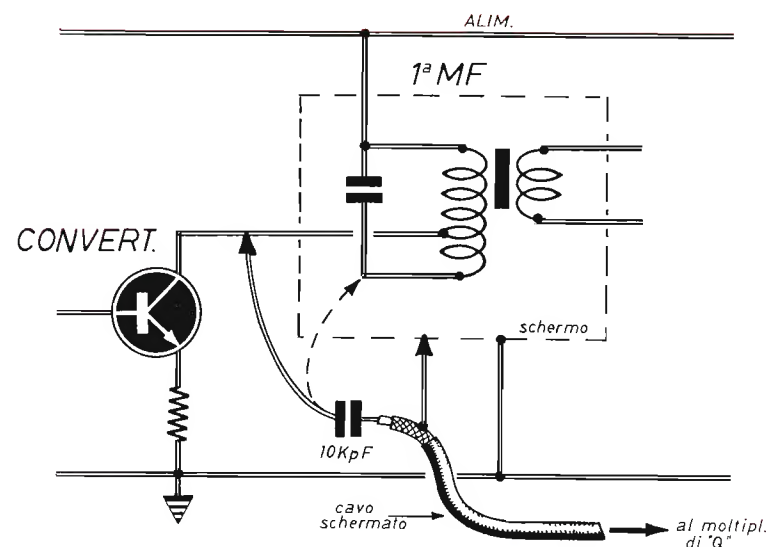 ALIM.
1ª MF
CONVERT.
schermo
10KpF
cavo
schermato
al moltipl.
di "Q"